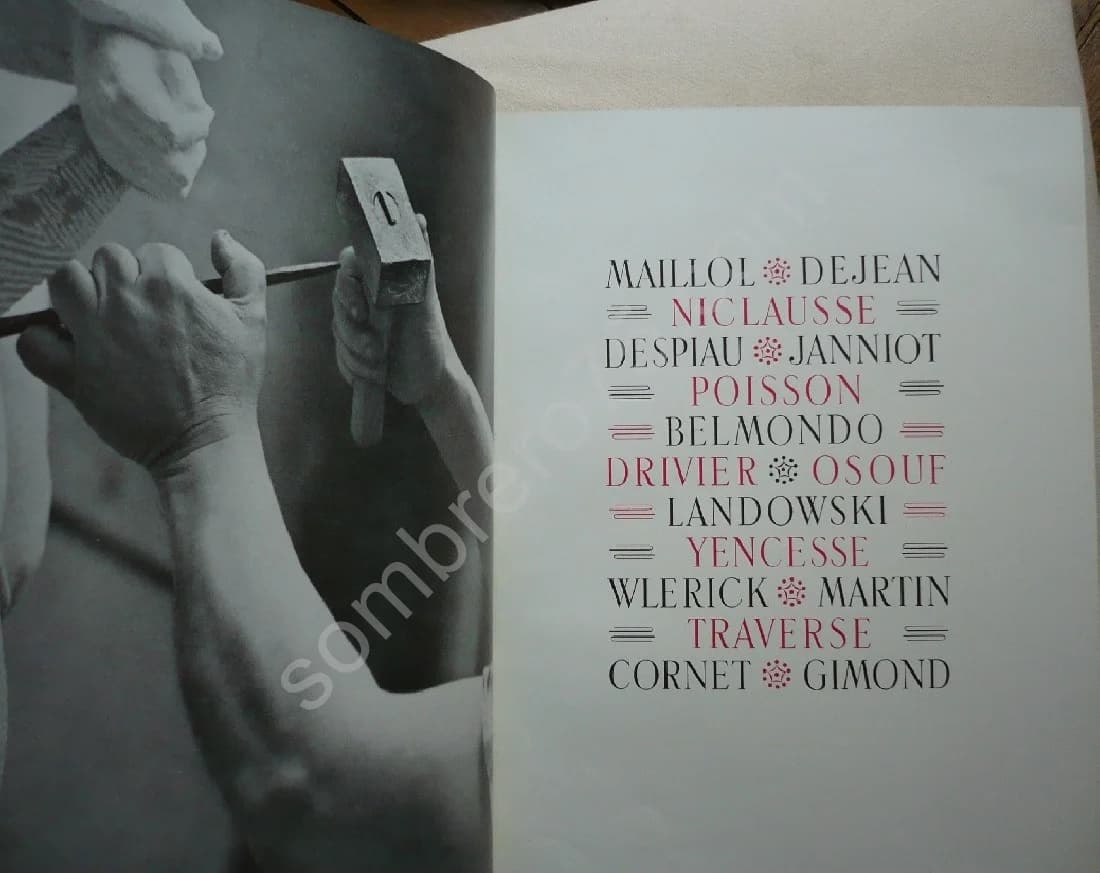 MAILLOL DEJEAN
NICLAUSSE
DESPIAU JANNIOT
POISSON
BELMONDO
DRIVIER OSOUF
LANDOWSKI
YENCESSE
WLERICK MARTIN
TRAVERSE
CORNET GIMOND